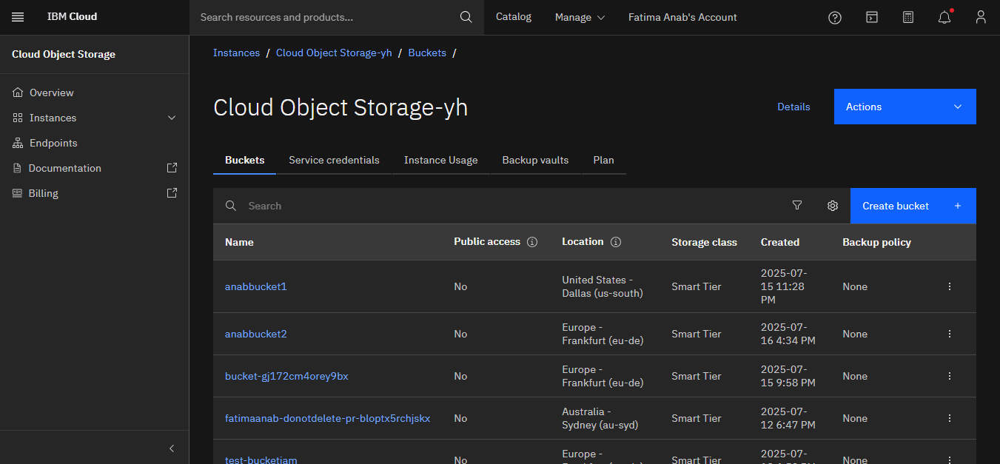 IBM Cloud
Search resources and products...
Catalog
Manage
Fatima Anab's Account
Cloud Object Storage
Overview
Instances
Endpoints
Documentation
Billing
Instances / Cloud Object Storage-yh / Buckets /
Cloud Object Storage-yh
Details
Actions
Buckets
Service credentials
Instance Usage
Backup vaults
Plan
Search
Create bucket +
Name
Public access
Location
Storage class
Created
Backup policy
anabbucket1
No
United States -
Dallas (us-south)
Smart Tier
2025-07-
15 11:28
PM
None
anabbucket2
No
Europe -
Frankfurt (eu-de)
Smart Tier
2025-07-
16 4:34 PM
None
bucket-gj172cm4orey9bx
No
Europe -
Frankfurt (eu-de)
Smart Tier
2025-07-
15 9:58 PM
None
fatimaanab-donotdelete-pr-bloptx5rchjskx
No
Australia -
Sydney (au-syd)
Smart Tier
2025-07-
12 6:47 PM
None
test-bucketiam
No
Europe -
Smart Tier
2025-07-
None